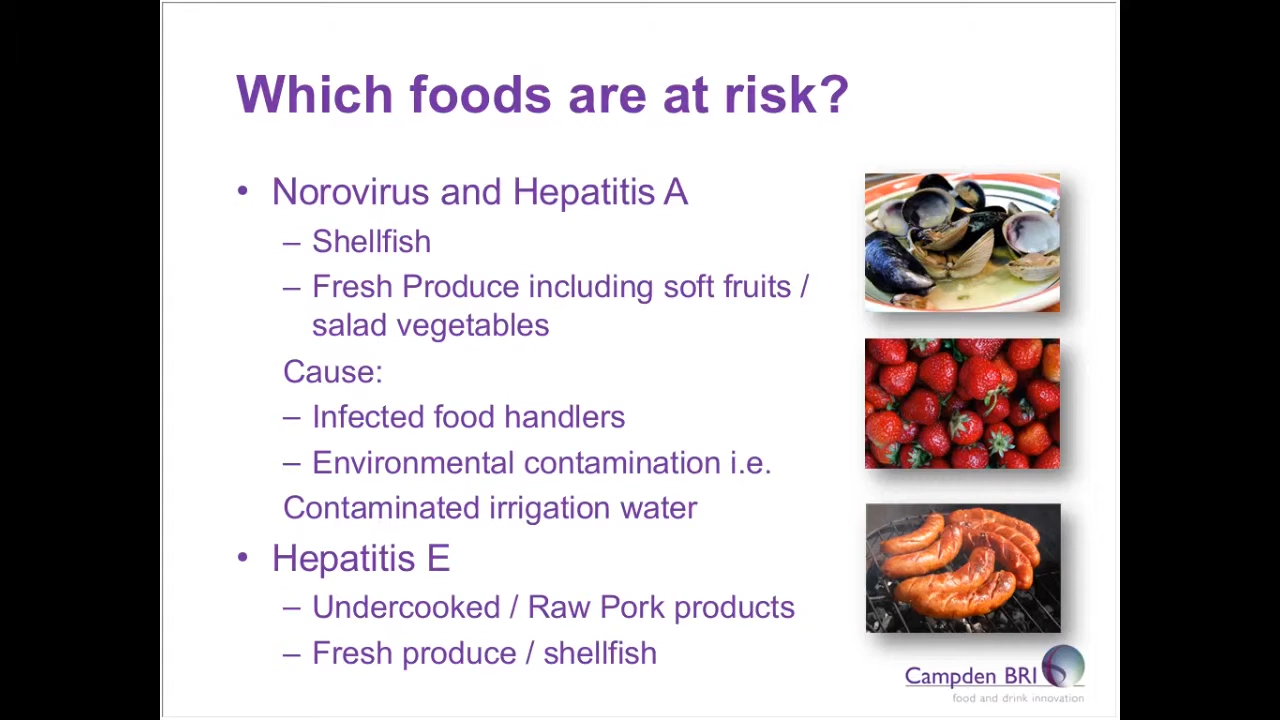 Which foods are at risk?
• Norovirus and Hepatitis A
– Shellfish
– Fresh Produce including soft fruits /
salad vegetables
Cause:
– Infected food handlers
– Environmental contamination i.e.
Contaminated irrigation water
• Hepatitis E
– Undercooked / Raw Pork products
– Fresh produce / shellfish
Campden BRI
food and drink innovation